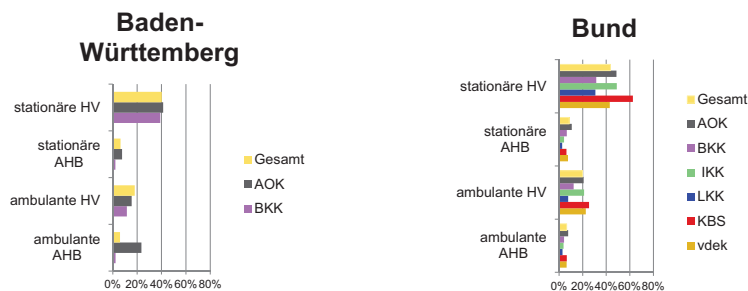 Baden-
Württemberg
stationäre HV
stationäre
AHB
ambulante HV
ambulante
AHB
0% 20% 40% 60% 80%
Gesamt
AOK
BKK
Bund
stationäre HV
stationäre
AHB
ambulante HV
ambulante
AHB
0% 20% 40% 60% 80%
Gesamt
AOK
BKK
IKK
LKK
KBS
vdek